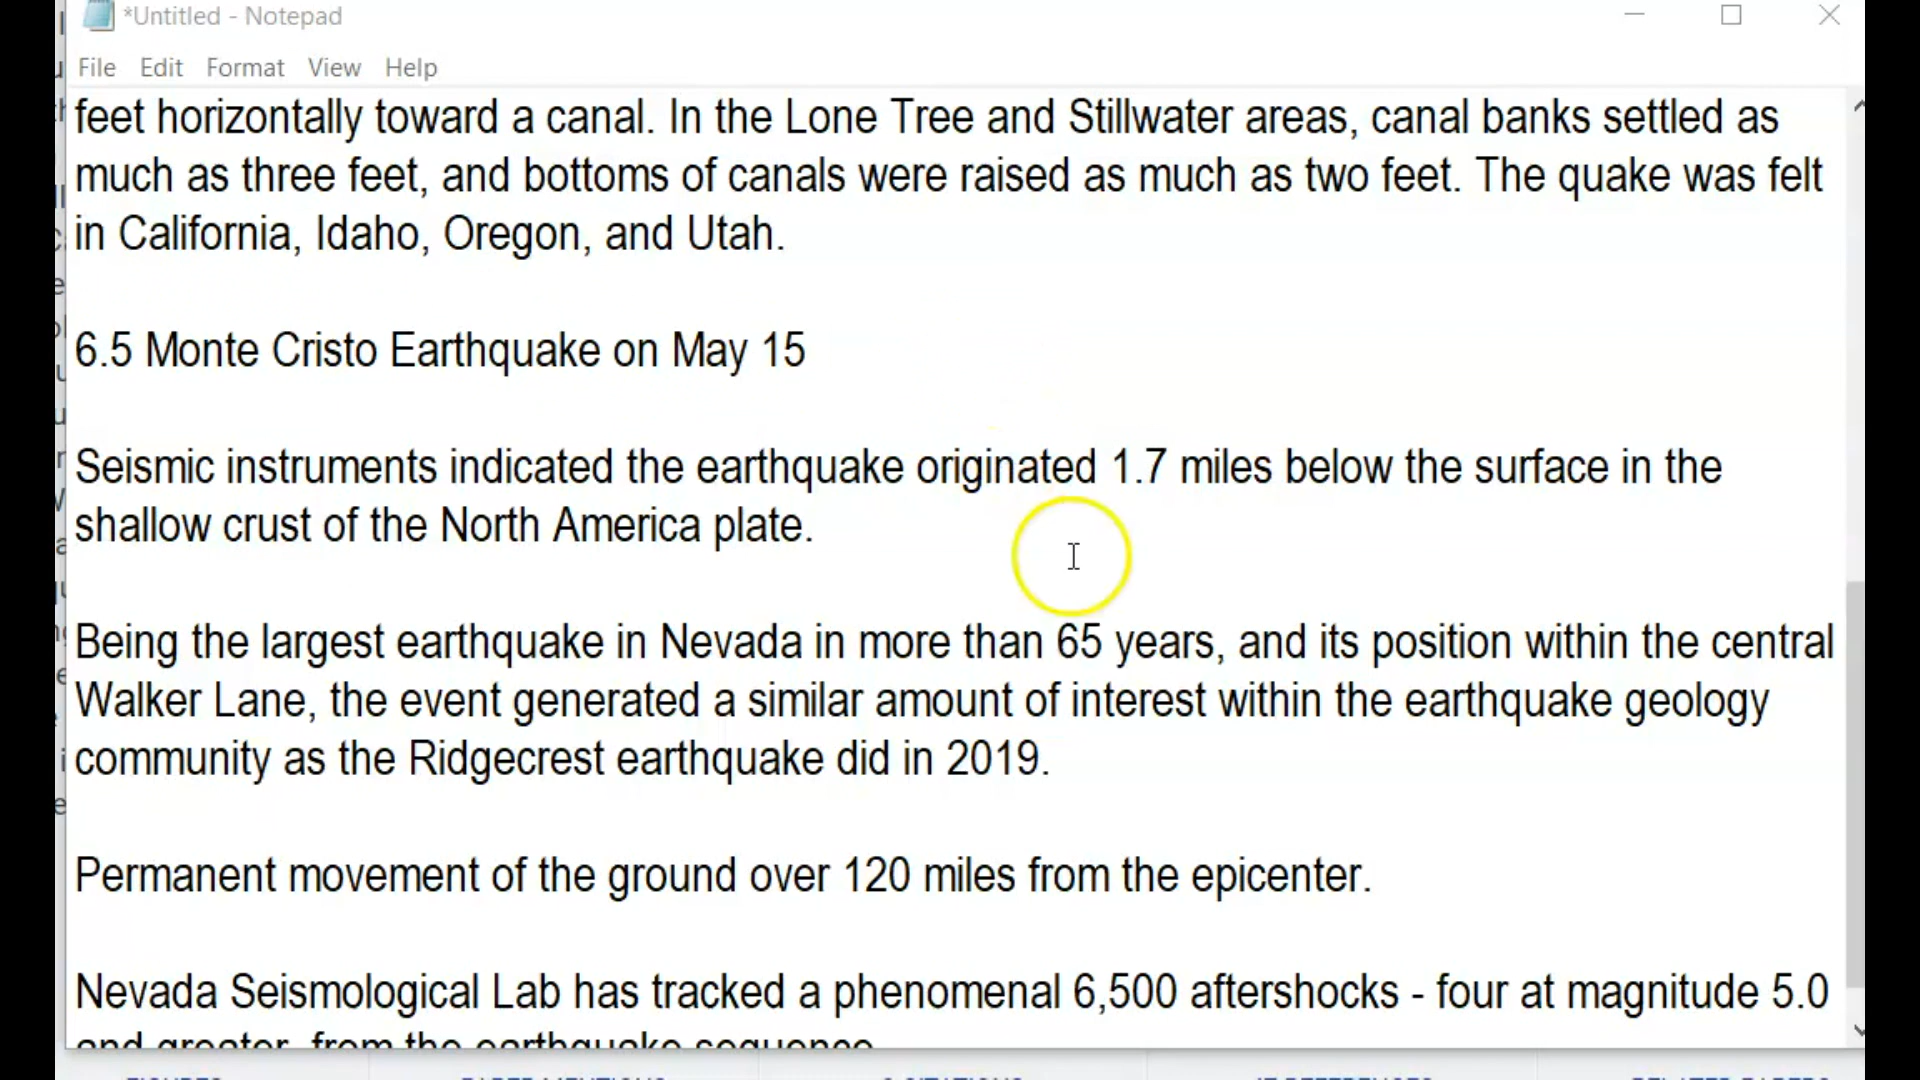 *Untitled - Notepad
File Edit Format View Help
feet horizontally toward a canal. In the Lone Tree and Stillwater areas, canal banks settled as
much as three feet, and bottoms of canals were raised as much as two feet. The quake was felt
in California, Idaho, Oregon, and Utah.
6.5 Monte Cristo Earthquake on May 15
Seismic instruments indicated the earthquake originated 1.7 miles below the surface in the
shallow crust of the North America plate.
Being the largest earthquake in Nevada in more than 65 years, and its position within the central
Walker Lane, the event generated a similar amount of interest within the earthquake geology
community as the Ridgecrest earthquake did in 2019.
Permanent movement of the ground over 120 miles from the epicenter.
Nevada Seismological Lab has tracked a phenomenal 6,500 aftershocks - four at magnitude 5.0
and greater, from the earthquake sequence